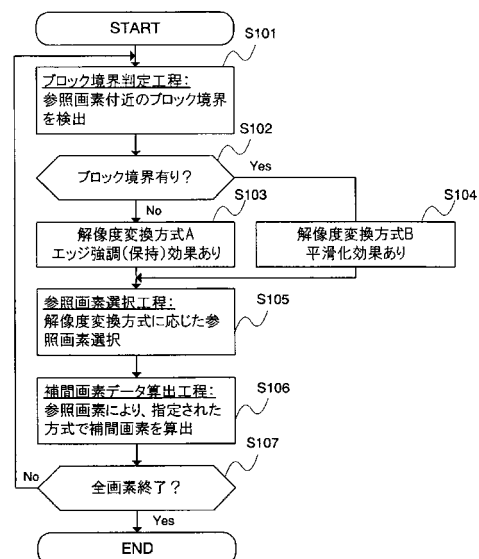 START
S101
ブロック境界判定工程:
参照画素付近のブロック境界
を検出
S102
ブロック境界有り?
Yes
No
S103
解像度変換方式A
エッジ強調(保持)効果あり
S104
解像度変換方式B
平滑化効果あり
S105
参照画素選択工程:
解像度変換方式に応じた参
照画素選択
S106
補間画素データ算出工程:
参照画素により、指定された
方式で補間画素を算出
S107
全画素終了?
No
Yes
END